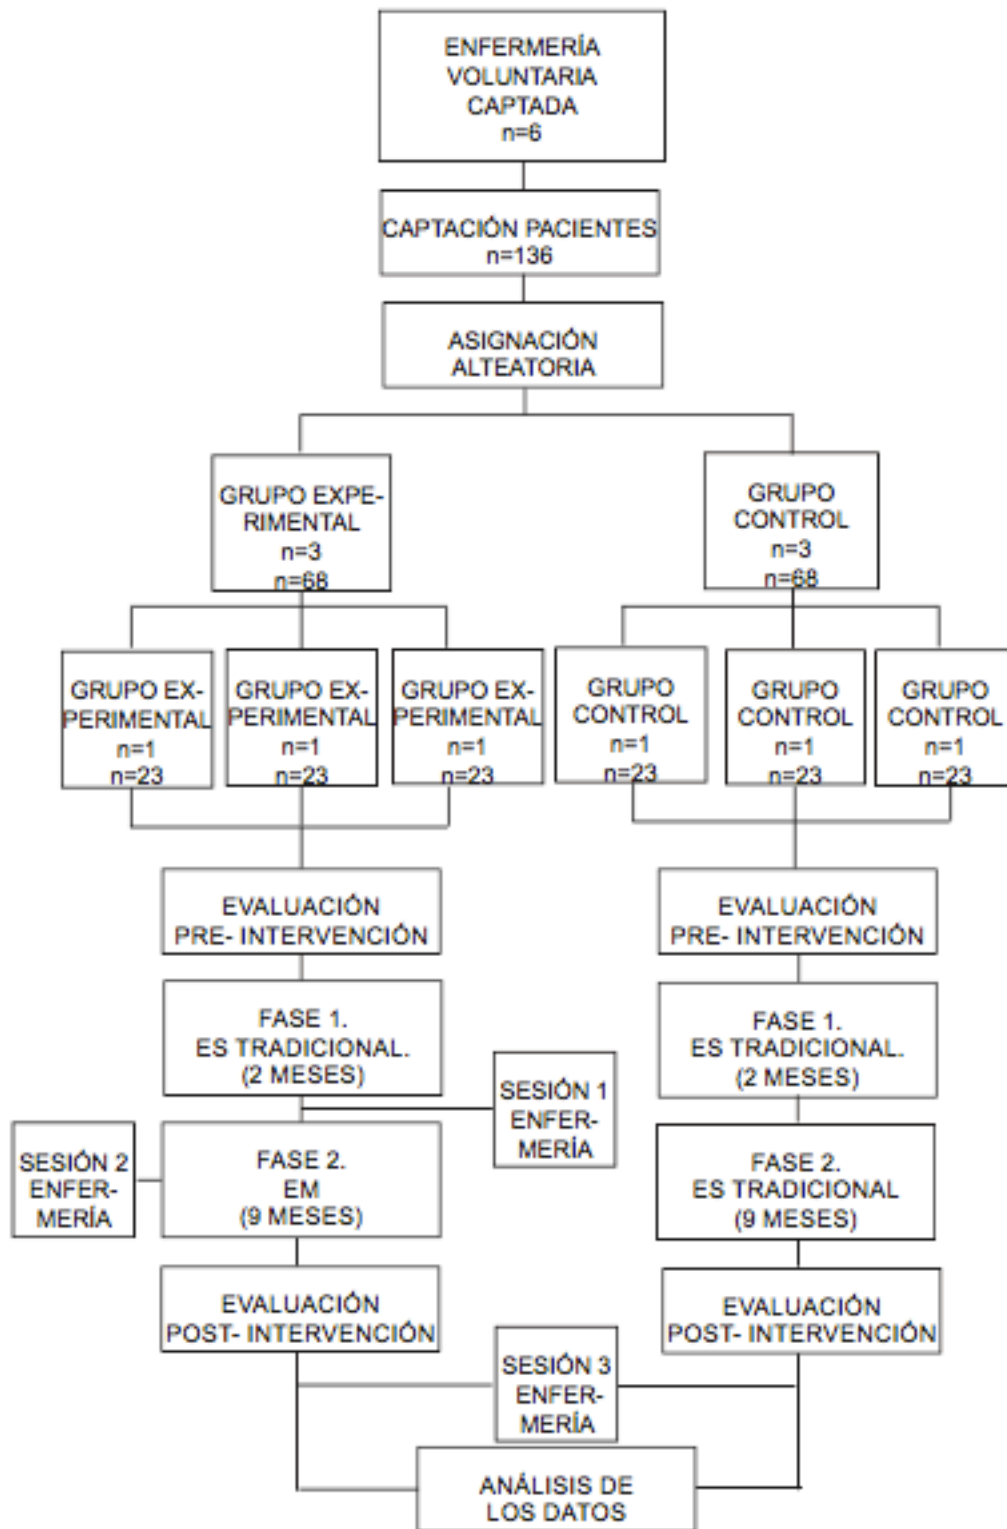 ENFERMERÍA
VOLUNTARIA
CAPTADA
n=6
CAPTACIÓN PACIENTES
n=136
ASIGNACIÓN
ALTEATORIA
GRUPO EXPE-
RIMENTAL
n=3
n=68
GRUPO
CONTROL
n=3
n=68
GRUPO EX-
PERIMENTAL
n=1
n=23
GRUPO EX-
PERIMENTAL
n=1
n=23
GRUPO EX-
PERIMENTAL
n=1
n=23
GRUPO
CONTROL
n=1
n=23
GRUPO
CONTROL
n=1
n=23
GRUPO
CONTROL
n=1
n=23
EVALUACIÓN
PRE- INTERVENCIÓN
EVALUACIÓN
PRE- INTERVENCIÓN
FASE 1.
ES TRADICIONAL.
(2 MESES)
FASE 1.
ES TRADICIONAL.
(2 MESES)
SESIÓN 1
ENFER-
MERÍA
SESIÓN 2
ENFER-
MERÍA
FASE 2.
EM
(9 MESES)
FASE 2.
ES TRADICIONAL
(9 MESES)
EVALUACIÓN
POST- INTERVENCIÓN
EVALUACIÓN
POST- INTERVENCIÓN
SESIÓN 3
ENFER-
MERÍA
ANÁLISIS DE
LOS DATOS